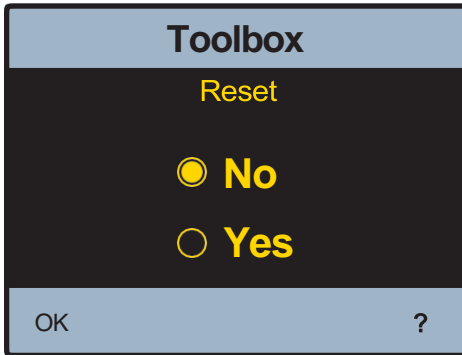 Toolbox
Reset
No
Yes
OK ?